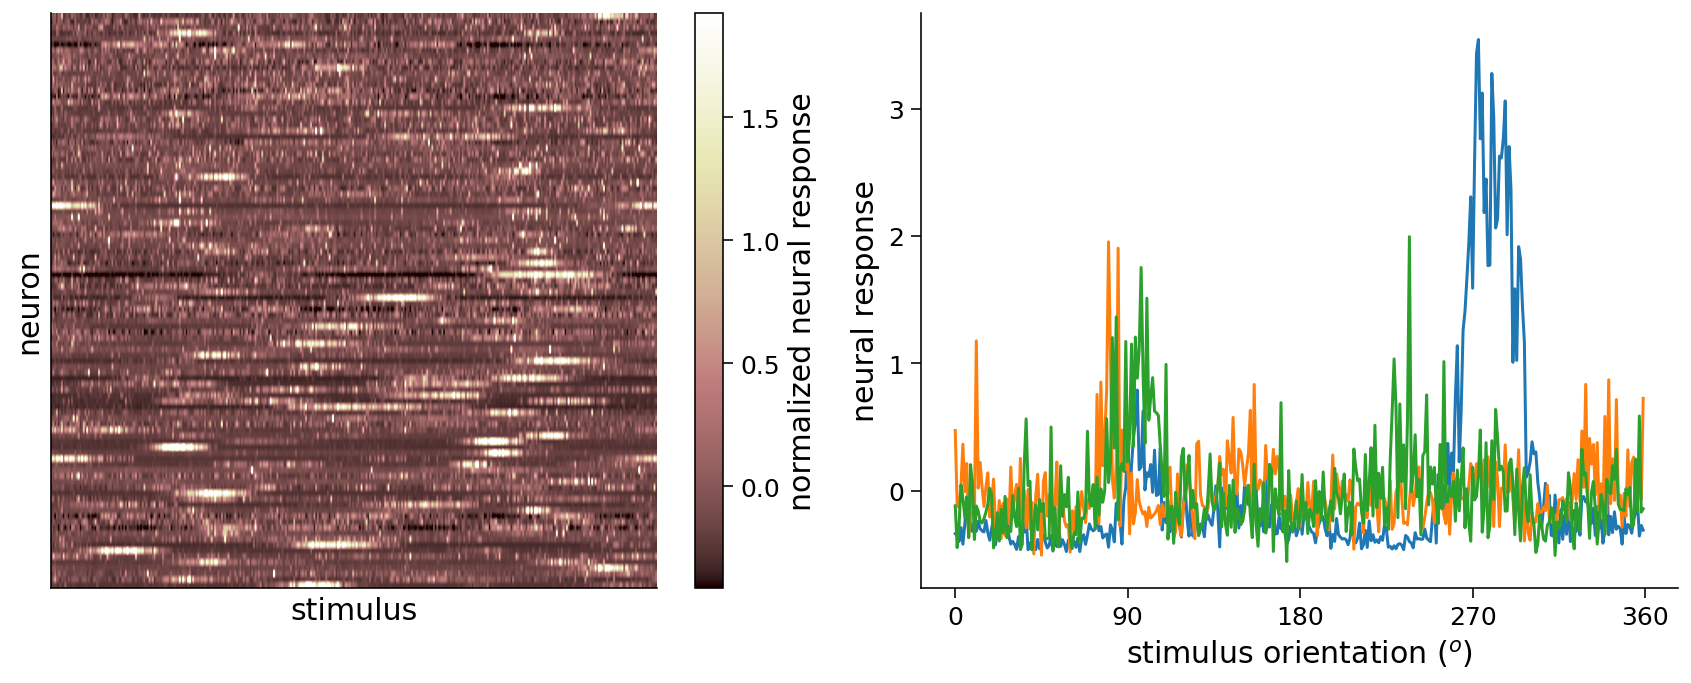 neuron
stimulus
1.5
1.0
0.5
0.0
normalized neural response
neural response
3
2
1
0
0 90 180 270 360
stimulus orientation (°)